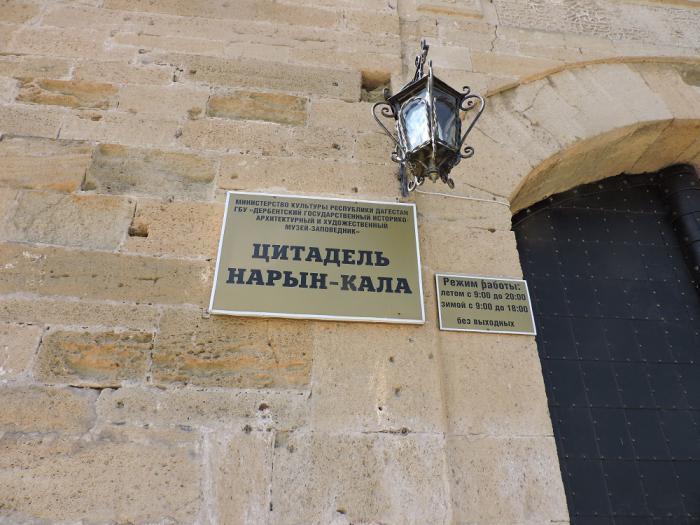 МИНИСТЕРСТВО КУЛЬТУРЫ РЕСПУБЛИКИ ДАГЕСТАН
ГБУ «ДЕРБЕНТСКИЙ ГОСУДАРСТВЕННЫЙ ИСТОРИКО
АРХИТЕКТУРНЫЙ И ХУДОЖЕСТВЕННЫЙ
МУЗЕЙ-ЗАПОВЕДНИК»
ЦИТАДЕЛЬ
НАРЫН-КАЛА
Режим работы:
летом с 9:00 до 20:00
зимой с 9:00 до 18:00
без выходных